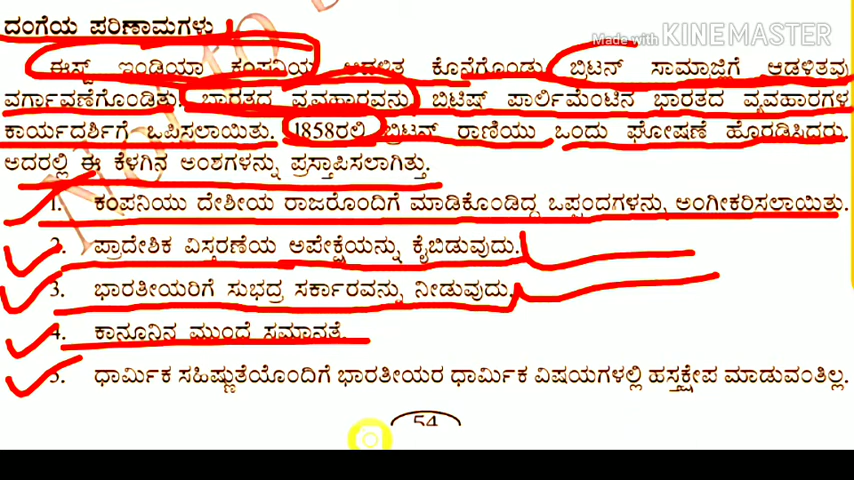 ದಂಗೆಯ ಪರಿಣಾಮಗಳು
Made with KINEMASTER
ಈಸ್ಟ್ ಇಂಡಿಯಾ ಕಂಪನಿಯ ಆಡಳಿತ ಕೊನೆಗೊಂಡು ಬ್ರಿಟನ್ ಸಾಮ್ರಾಜ್ಞಿಗೆ ಆಡಳಿತವು
ವರ್ಗಾವಣೆಗೊಂಡಿತು. ಭಾರತದ ವ್ಯವಹಾರವನ್ನು ಬ್ರಿಟಿಷ್ ಪಾರ್ಲಿಮೆಂಟಿನ ಭಾರತದ ವ್ಯವಹಾರಗಳ
ಕಾರ್ಯದರ್ಶಿಗೆ ಒಪ್ಪಿಸಲಾಯಿತು. 1858ರಲ್ಲಿ ಬ್ರಿಟನ್ ರಾಣಿಯು ಒಂದು ಘೋಷಣೆ ಹೊರಡಿಸಿದರು.
ಅದರಲ್ಲಿ ಈ ಕೆಳಗಿನ ಅಂಶಗಳನ್ನು ಪ್ರಸ್ತಾಪಿಸಲಾಗಿತ್ತು.
1. ಕಂಪನಿಯು ದೇಶೀಯ ರಾಜರೊಂದಿಗೆ ಮಾಡಿಕೊಂಡಿದ್ದ ಒಪ್ಪಂದಗಳನ್ನು ಅಂಗೀಕರಿಸಲಾಯಿತು.
2. ಪ್ರಾದೇಶಿಕ ವಿಸ್ತರಣೆಯ ಅಪೇಕ್ಷೆಯನ್ನು ಕೈಬಿಡುವುದು.
3. ಭಾರತೀಯರಿಗೆ ಸುಭದ್ರ ಸರ್ಕಾರವನ್ನು ನೀಡುವುದು.
4. ಕಾನೂನಿನ ಮುಂದೆ ಸಮಾನತೆ.
5. ಧಾರ್ಮಿಕ ಸಹಿಷ್ಣುತೆಯೊಂದಿಗೆ ಭಾರತೀಯರ ಧಾರ್ಮಿಕ ವಿಷಯಗಳಲ್ಲಿ ಹಸ್ತಕ್ಷೇಪ ಮಾಡುವಂತಿಲ್ಲ.
54